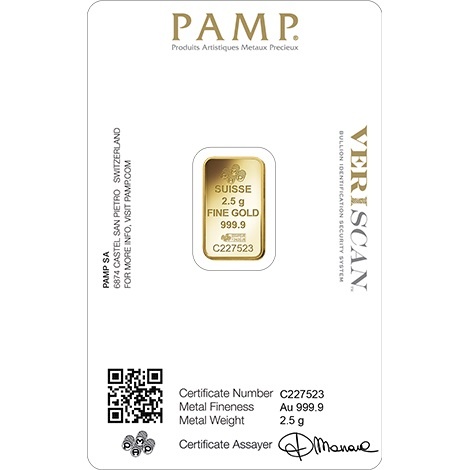 PAMP.
Produits Artistiques Métaux Précieux
PAMP SA
6874 CASTEL SAN PIETRO SWITZERLAND
FOR MORE INFO, VISIT PAMP.COM
SUISSE
2.5 g
FINE GOLD
999.9
C227523
VERISCAN
BULLION IDENTIFICATION SECURITY SYSTEM
Certificate Number C227523
Metal Fineness Au 999.9
Metal Weight 2.5 g
Certificate Assayer